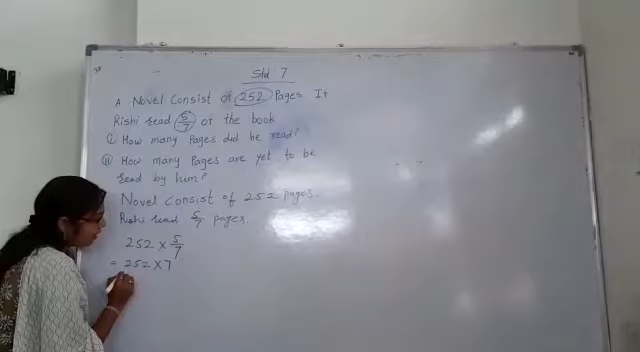 Std 7
A Novel Consist of 252 Pages. If
Rishi read 5/7 of the book
(i) How many Pages did he read?
(ii) How many Pages are yet to be
read by him?
Novel Consist of 252 pages.
Rishi read 5/7 pages.
252 × 5/7
= 252 × 7